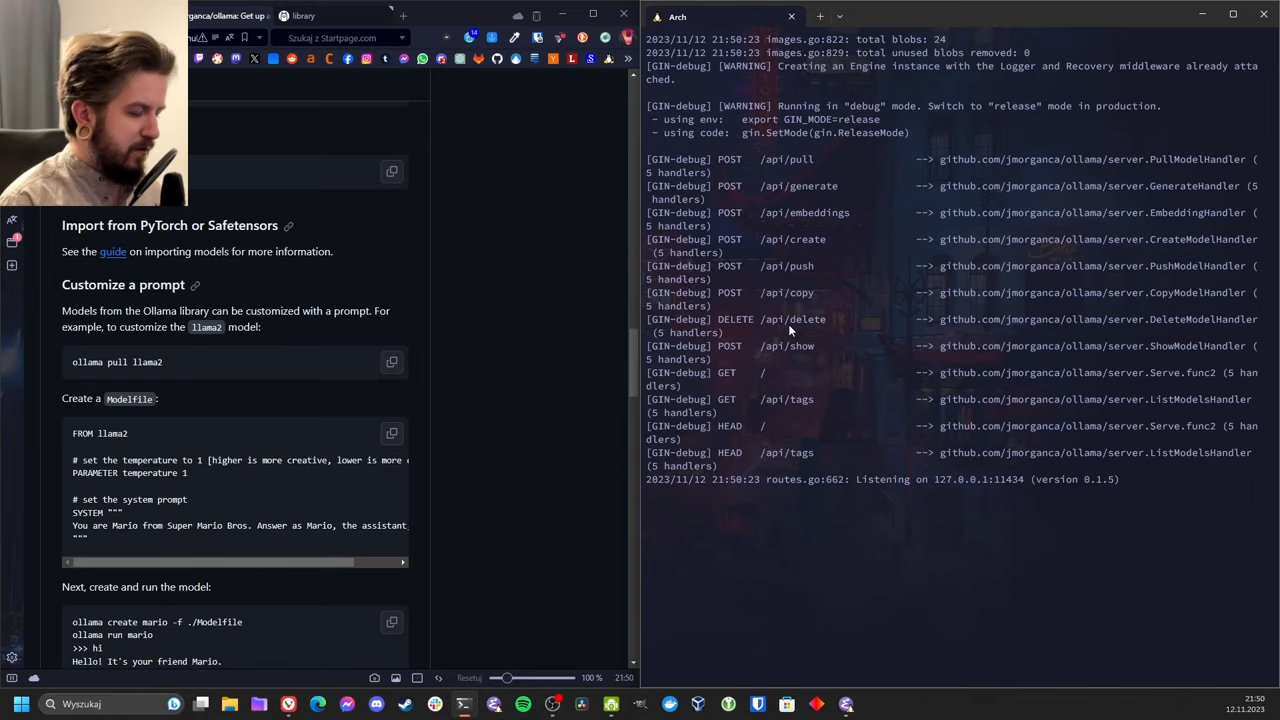 nganca/ollama: Get up a
library
Szukaj z Startpage.com
14
Import from PyTorch or Safetensors
See the guide on importing models for more information.
Customize a prompt
Models from the Ollama library can be customized with a prompt. For
example, to customize the llama2 model:
ollama pull llama2
Create a Modelfile:
FROM llama2
# set the temperature to 1 [higher is more creative, lower is more c
PARAMETER temperature 1
# set the system prompt
SYSTEM """
You are Mario from Super Mario Bros. Answer as Mario, the assistant,
"""
Next, create and run the model:
ollama create mario -f ./Modelfile
ollama run mario
>>> hi
Hello! It's your friend Mario.
Resetuj
100 %
21:50
Arch
2023/11/12 21:50:23 images.go:822: total blobs: 24
2023/11/12 21:50:23 images.go:829: total unused blobs removed: 0
[GIN-debug] [WARNING] Creating an Engine instance with the Logger and Recovery middleware already atta
ched.
[GIN-debug] [WARNING] Running in "debug" mode. Switch to "release" mode in production.
- using env: export GIN_MODE=release
- using code: gin.SetMode(gin.ReleaseMode)
[GIN-debug] POST /api/pull --> github.com/jmorganca/ollama/server.PullModelHandler (
5 handlers)
[GIN-debug] POST /api/generate --> github.com/jmorganca/ollama/server.GenerateHandler (5
handlers)
[GIN-debug] POST /api/embeddings --> github.com/jmorganca/ollama/server.EmbeddingHandler (
5 handlers)
[GIN-debug] POST /api/create --> github.com/jmorganca/ollama/server.CreateModelHandler
(5 handlers)
[GIN-debug] POST /api/push --> github.com/jmorganca/ollama/server.PushModelHandler (
5 handlers)
[GIN-debug] POST /api/copy --> github.com/jmorganca/ollama/server.CopyModelHandler (
5 handlers)
[GIN-debug] DELETE /api/delete --> github.com/jmorganca/ollama/server.DeleteModelHandler
(5 handlers)
[GIN-debug] POST /api/show --> github.com/jmorganca/ollama/server.ShowModelHandler (
5 handlers)
[GIN-debug] GET / --> github.com/jmorganca/ollama/server.Serve.func2 (5 han
dlers)
[GIN-debug] GET /api/tags --> github.com/jmorganca/ollama/server.ListModelsHandler
(5 handlers)
[GIN-debug] HEAD / --> github.com/jmorganca/ollama/server.Serve.func2 (5 han
dlers)
[GIN-debug] HEAD /api/tags --> github.com/jmorganca/ollama/server.ListModelsHandler
(5 handlers)
2023/11/12 21:50:23 routes.go:662: Listening on 127.0.0.1:11434 (version 0.1.5)
Wyszukaj
21:50
12.11.2023